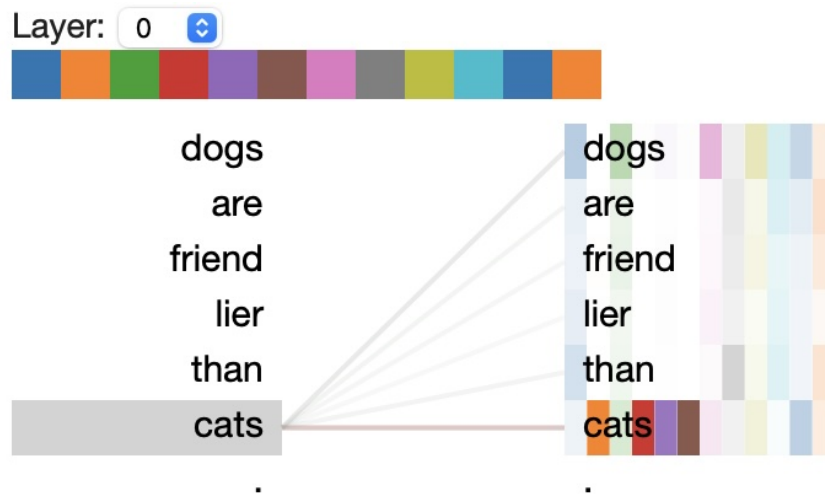 Layer: 0
dogs dogs
are are
friend friend
lier lier
than than
cats cats
. .